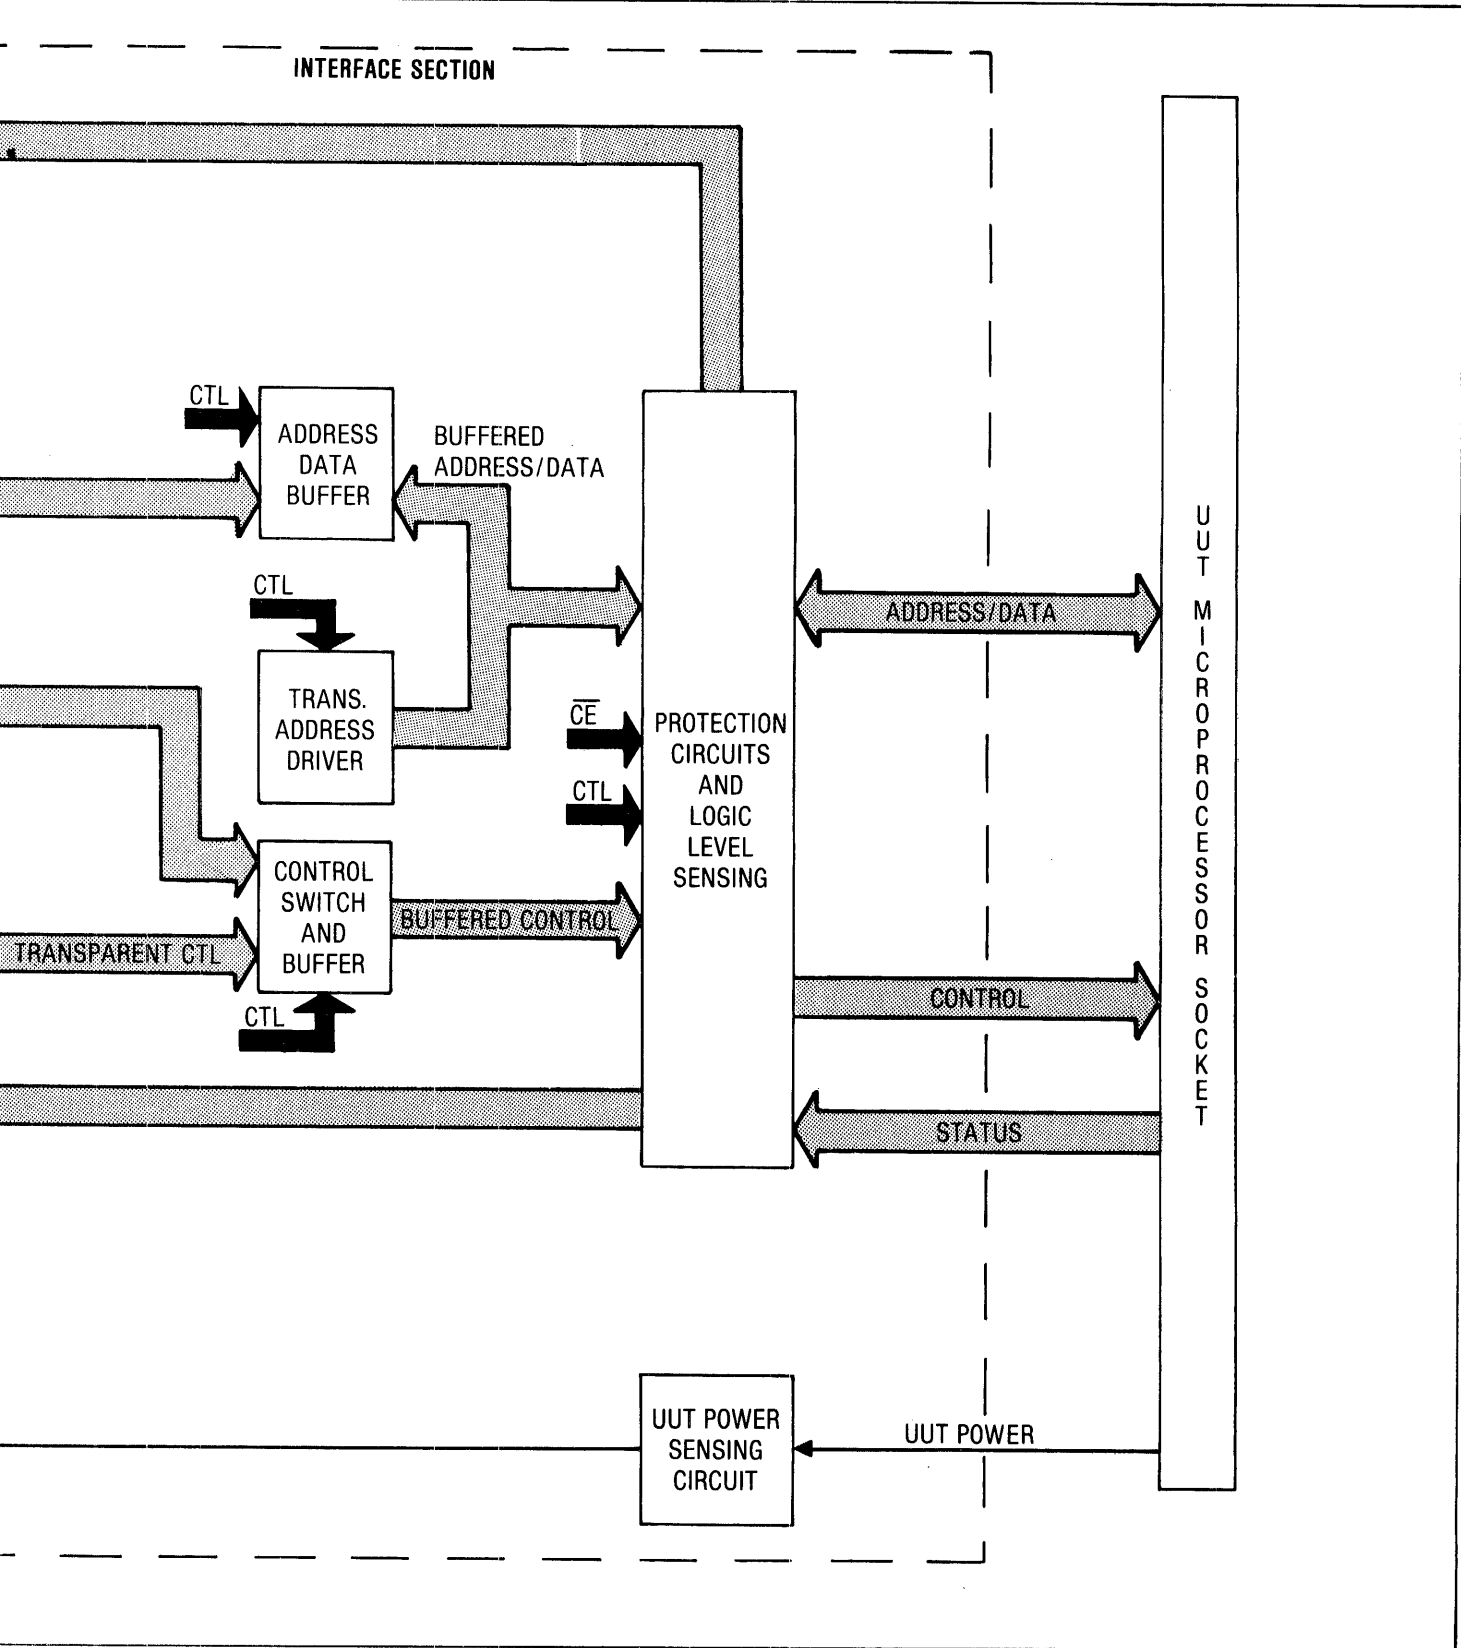 INTERFACE SECTION
CTL
ADDRESS
DATA
BUFFER
BUFFERED
ADDRESS/DATA
CTL
TRANS.
ADDRESS
DRIVER
CE
CTL
PROTECTION
CIRCUITS
AND
LOGIC
LEVEL
SENSING
ADDRESS/DATA
UUT MICROPROCESSOR SOCKET
CONTROL
SWITCH
AND
BUFFER
BUFFERED CONTROL
TRANSPARENT CTL
CTL
CONTROL
STATUS
UUT POWER
SENSING
CIRCUIT
UUT POWER